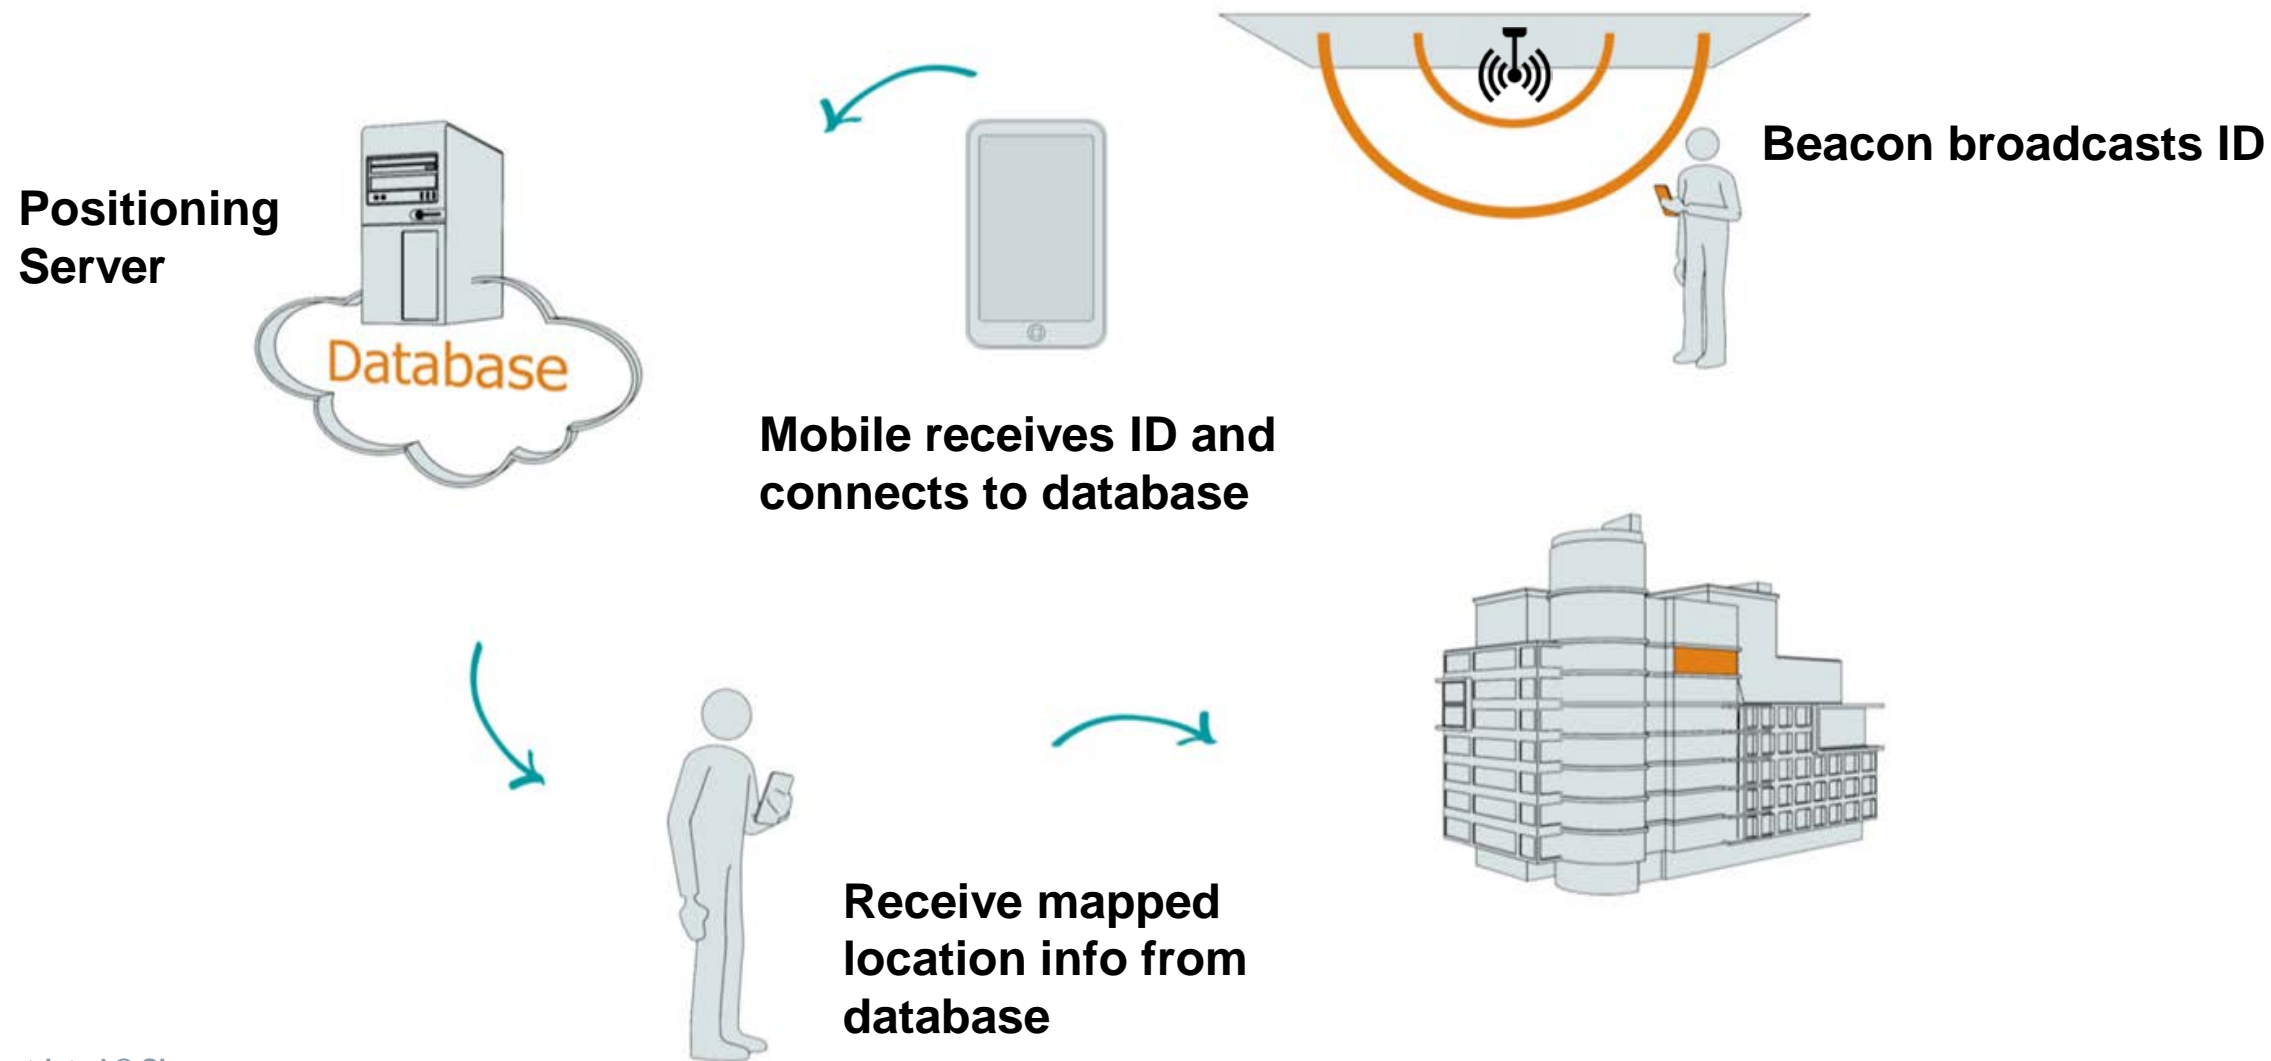 Beacon broadcasts ID
Positioning
Server
Database
Mobile receives ID and
connects to database
Receive mapped
location info from
database